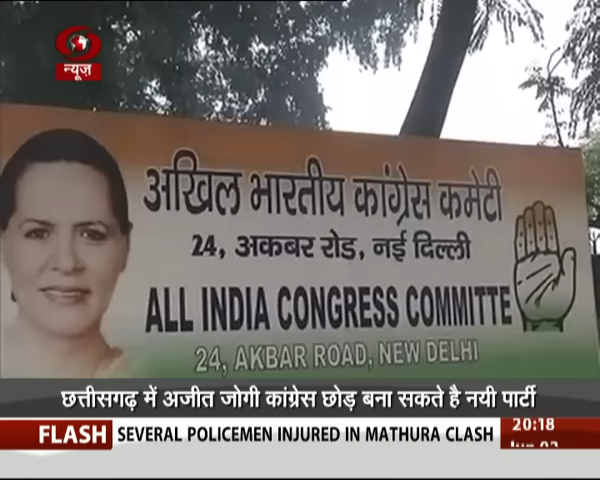 न्यूज़
अखिल भारतीय कांग्रेस कमेटी
24, अकबर रोड, नई दिल्ली
ALL INDIA CONGRESS COMMITTE
24, AKBAR ROAD, NEW DELHI
छत्तीसगढ़ में अजीत जोगी कांग्रेस छोड़ बना सकते है नयी पार्टी
FLASH SEVERAL POLICEMEN INJURED IN MATHURA CLASH 20:18